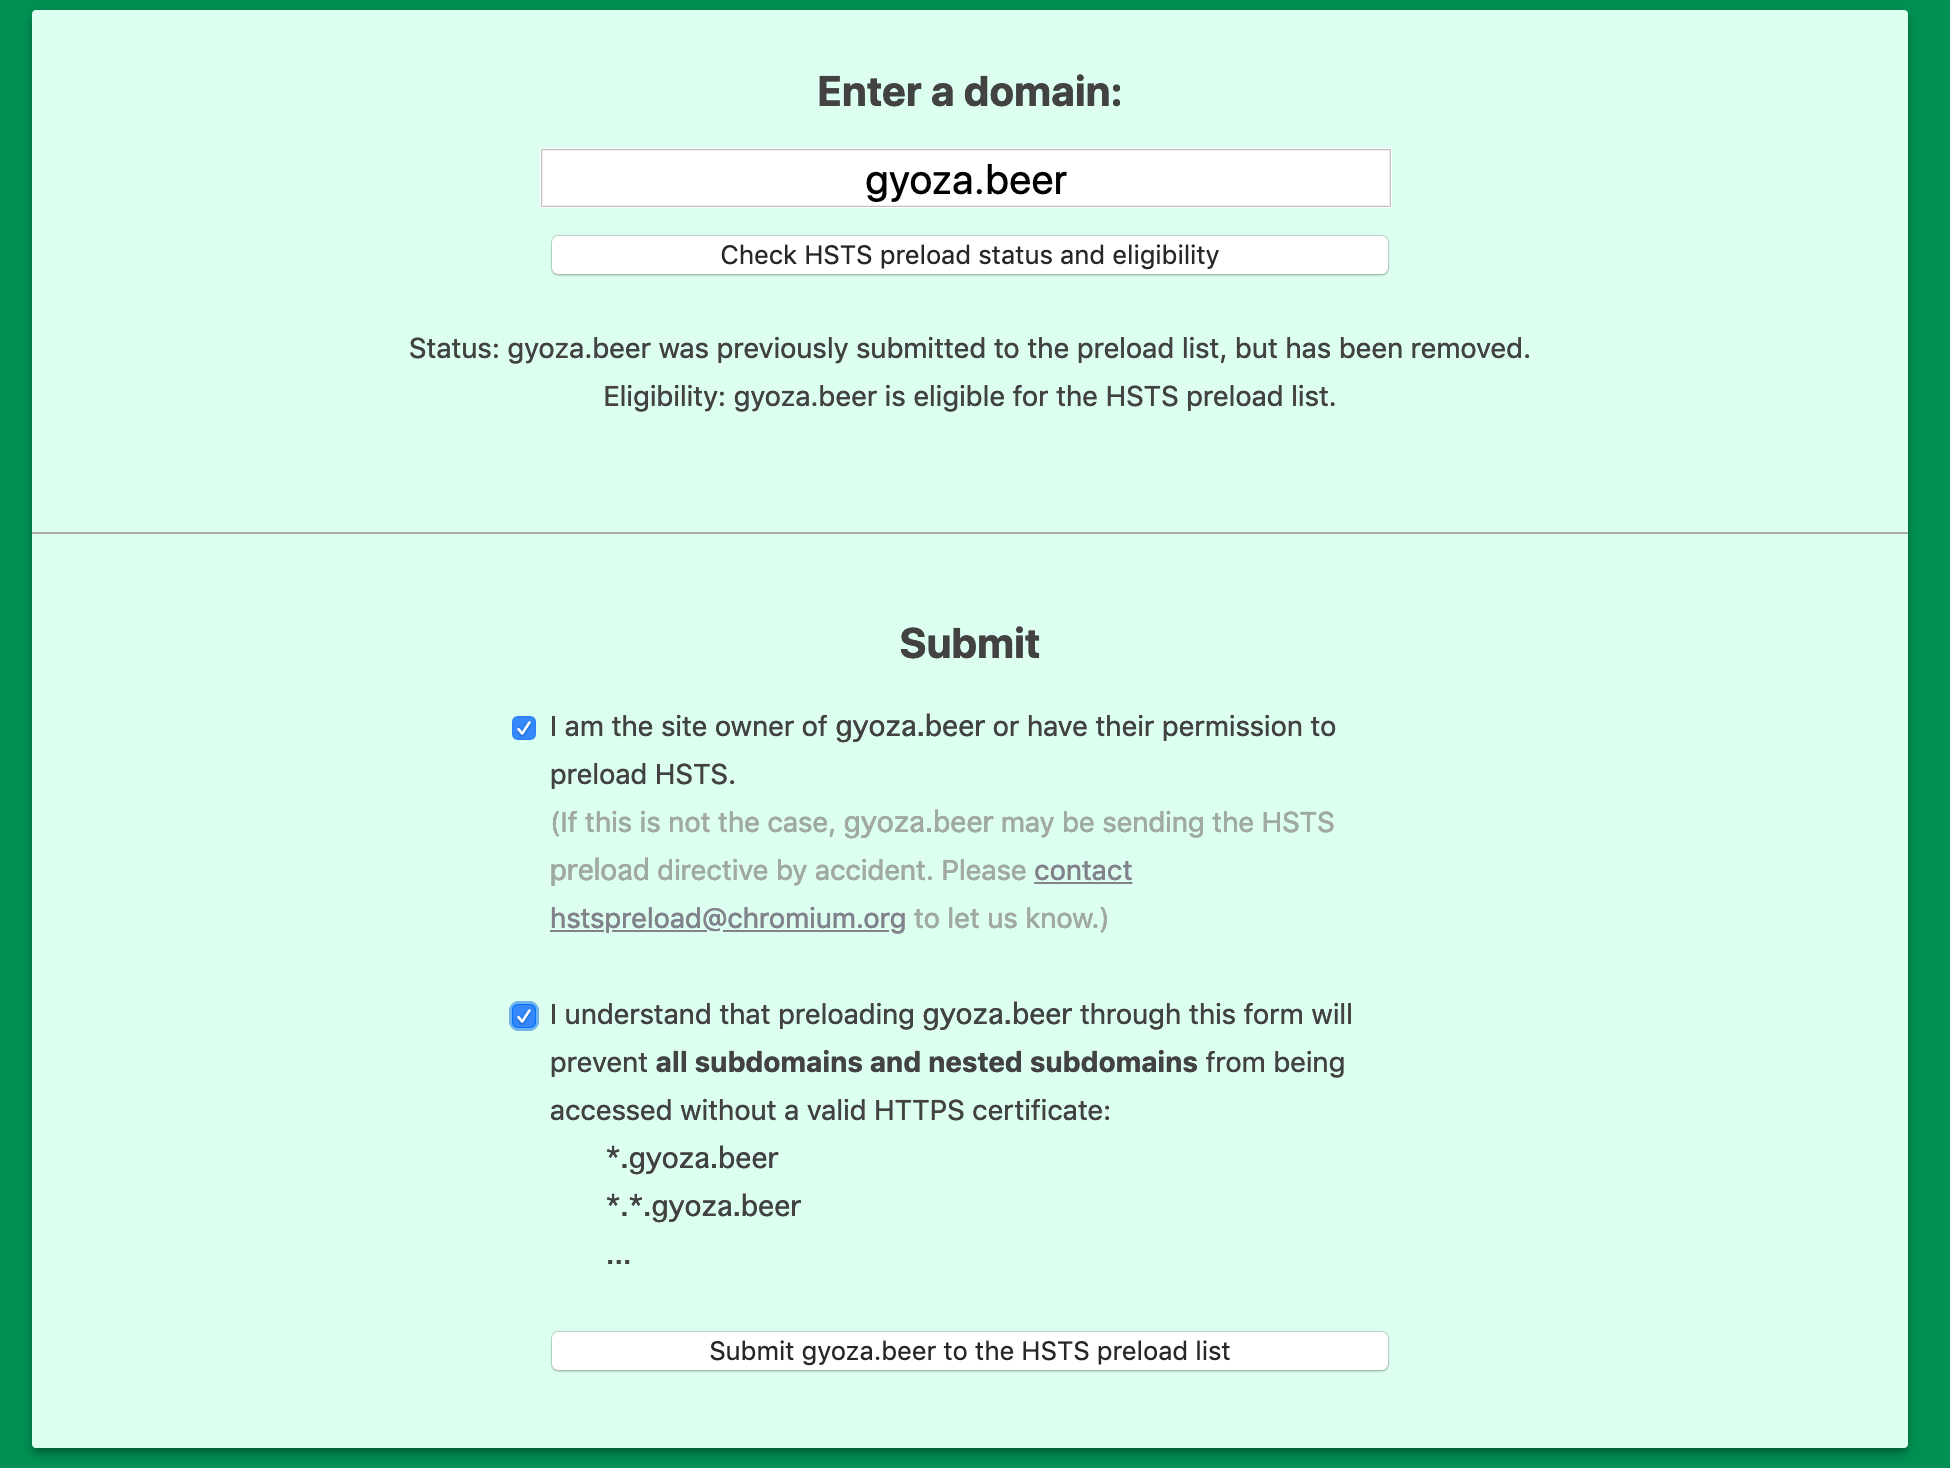 Enter a domain:
gyoza.beer
Check HSTS preload status and eligibility
Status: gyoza.beer was previously submitted to the preload list, but has been removed.
Eligibility: gyoza.beer is eligible for the HSTS preload list.
Submit
I am the site owner of gyoza.beer or have their permission to
preload HSTS.
(If this is not the case, gyoza.beer may be sending the HSTS
preload directive by accident. Please contact
hstspreload@chromium.org to let us know.)
I understand that preloading gyoza.beer through this form will
prevent all subdomains and nested subdomains from being
accessed without a valid HTTPS certificate:
*.gyoza.beer
*.*.gyoza.beer
...
Submit gyoza.beer to the HSTS preload list